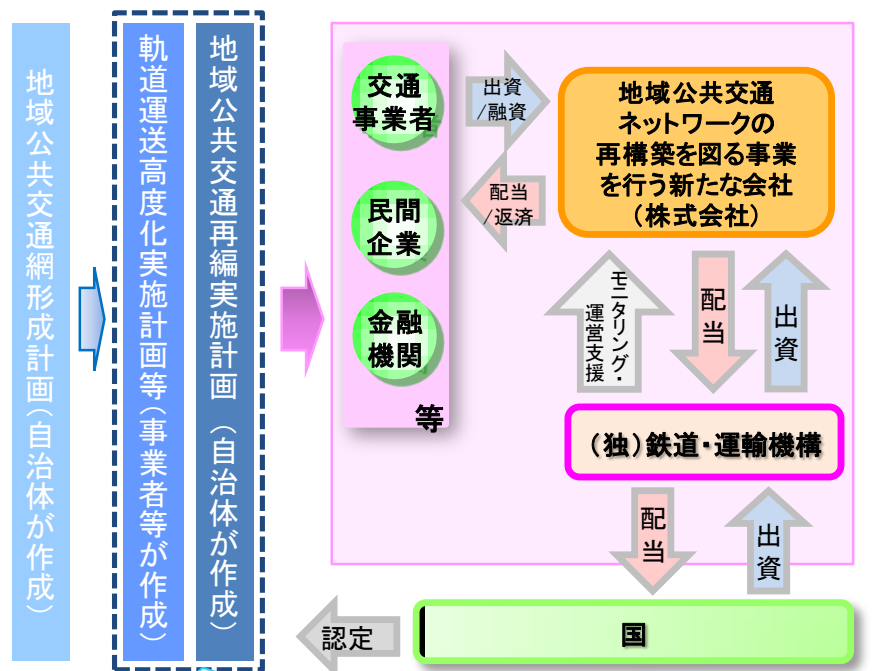 地域公共交通網形成計画(自治体が作成)
軌道運送高度化実施計画等(事業者等が作成)
地域公共交通再編実施計画(自治体が作成)
交通
事業者
民間
企業
金融
機関
等
出資
/融資
配当
/返済
地域公共交通
ネットワークの
再構築を図る事業
を行う新たな会社
(株式会社)
モニタリング・
運営支援
配当
出資
(独)鉄道・運輸機構
配当
出資
認定
国